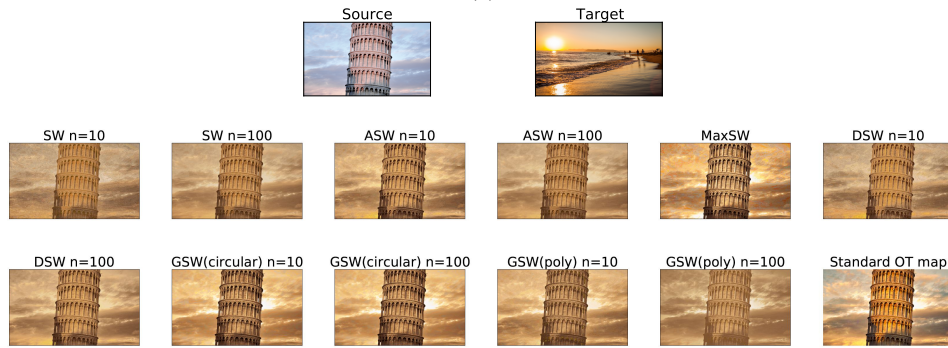 Source Target
SW n=10 SW n=100 ASW n=10 ASW n=100 MaxSW DSW n=10
DSW n=100 GSW(circular) n=10 GSW(circular) n=100 GSW(poly) n=10 GSW(poly) n=100 Standard OT map